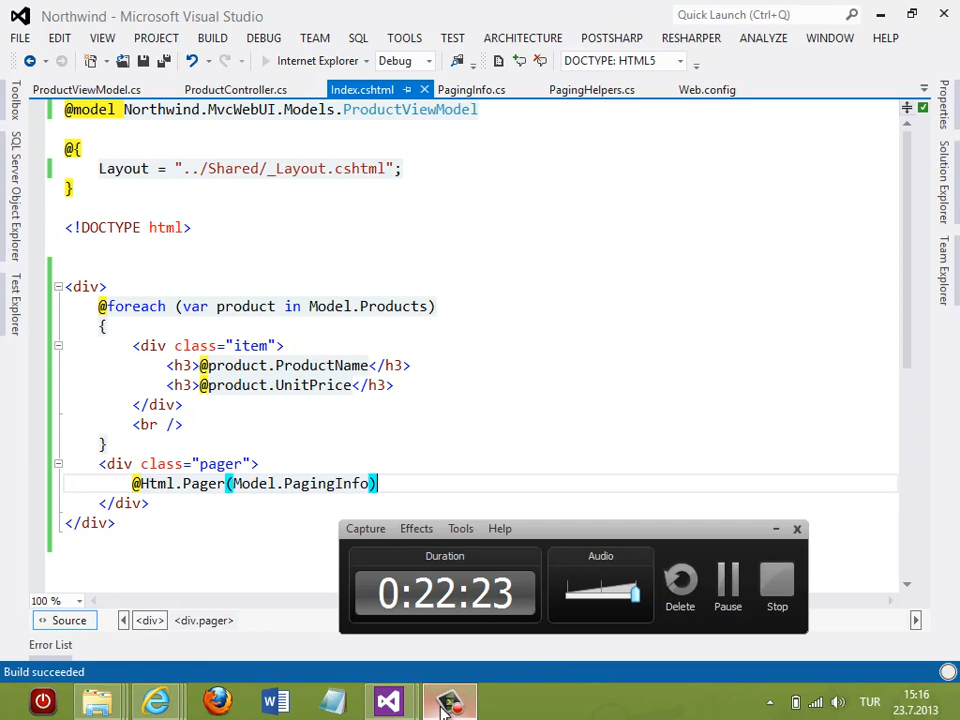 Northwind - Microsoft Visual Studio
Quick Launch (Ctrl+Q)
FILE EDIT VIEW PROJECT BUILD DEBUG TEAM SQL TOOLS TEST ARCHITECTURE POSTSHARP RESHARPER ANALYZE WINDOW HELP
Internet Explorer Debug DOCTYPE: HTML5
ProductViewModel.cs ProductController.cs Index.cshtml PagingInfo.cs PagingHelpers.cs Web.config
Toolbox
SQL Server Object Explorer
Test Explorer
Properties
Solution Explorer
Team Explorer
@model Northwind.MvcWebUI.Models.ProductViewModel
@{
Layout = "../Shared/_Layout.cshtml";
}
<!DOCTYPE html>
<div>
@foreach (var product in Model.Products)
{
<div class="item">
<h3>@product.ProductName</h3>
<h3>@product.UnitPrice</h3>
</div>
<br />
}
<div class="pager">
@Html.Pager(Model.PagingInfo)
</div>
</div>
Capture Effects Tools Help
Duration
0:22:23
Audio
Delete Pause Stop
100 %
Source <div> <div.pager>
Error List
Build succeeded
TUR
15:16
23.7.2013